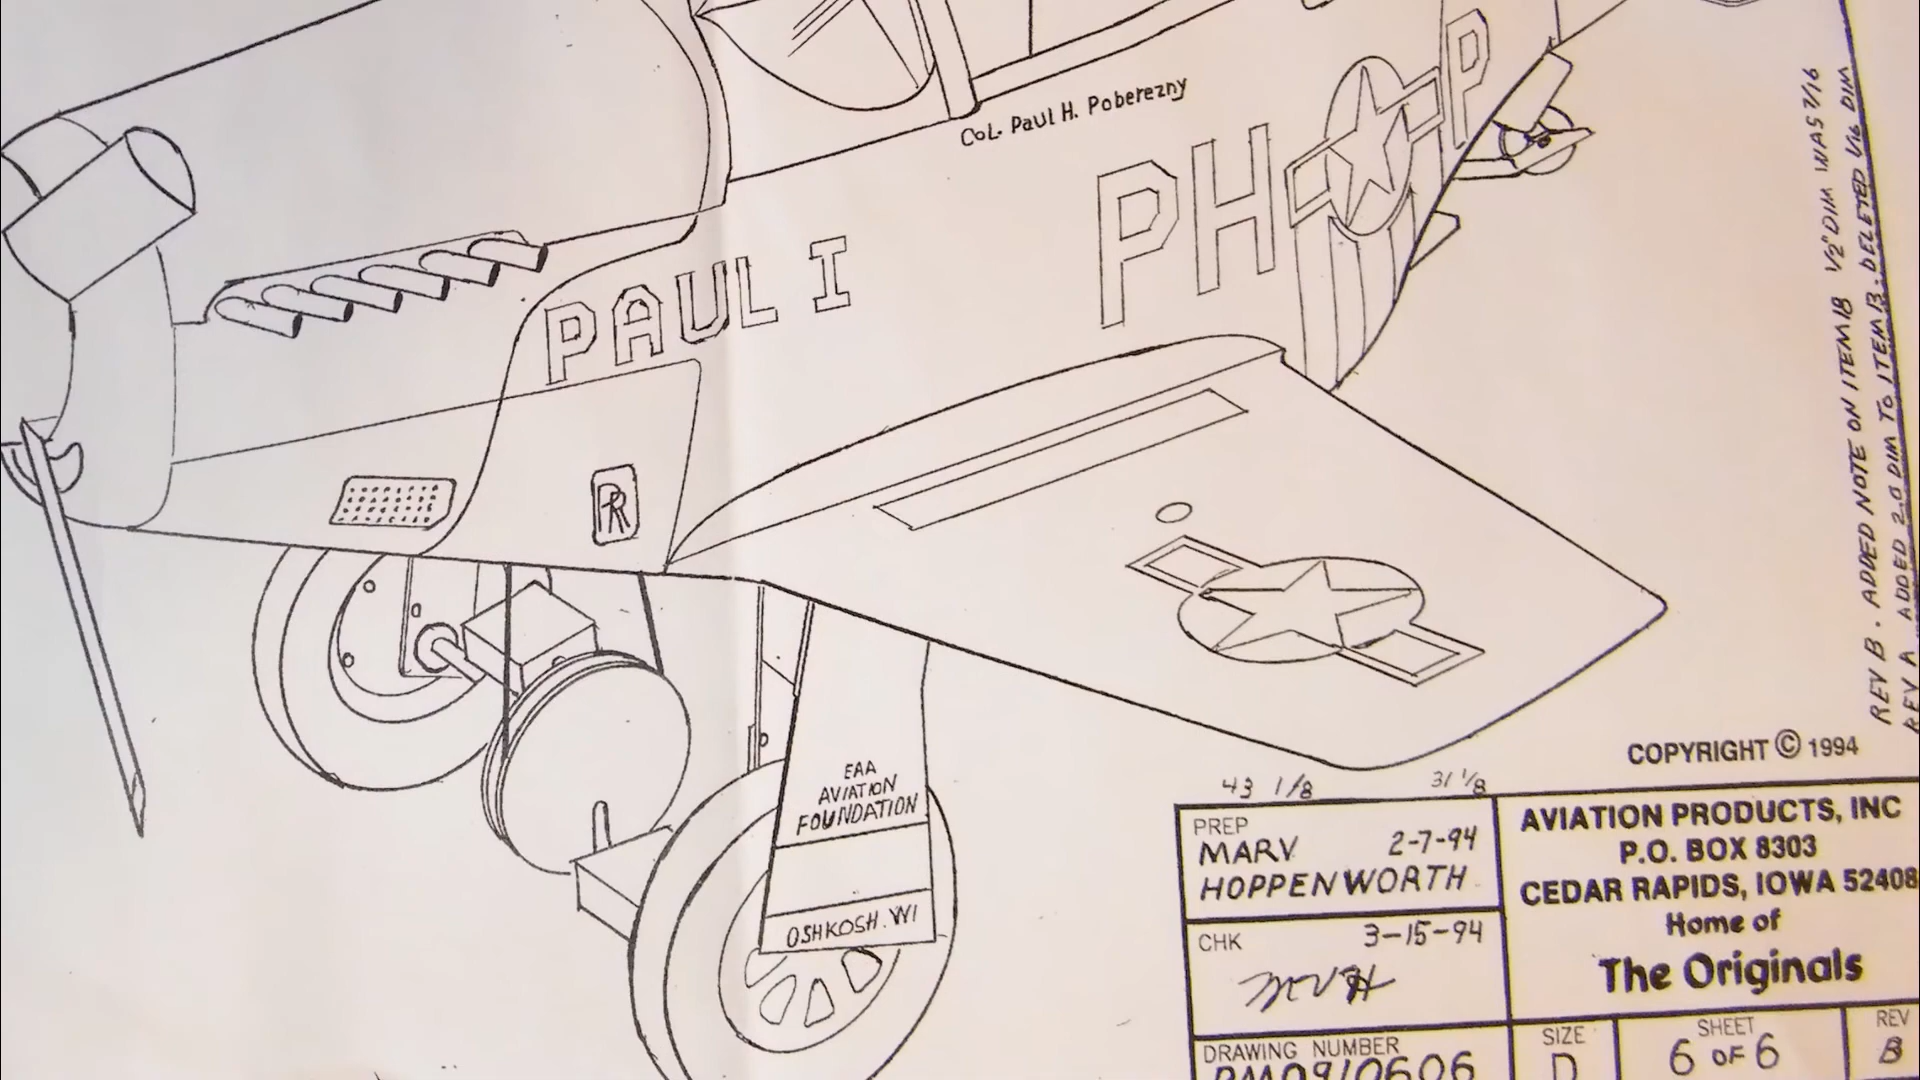 COL. PAUL H. POBEREZNY
PH P
PAUL I
RR
EAA
AVIATION
FOUNDATION
OSHKOSH. WI
REV B · ADDED NOTE ON ITEM 18 1/2" DIM WAS 7/16
REV A ADDED 2.0 DIM TO ITEM 13. DELETED 1/16 DIM
COPYRIGHT © 1994
43 1/8 31 1/8
PREP
MARV 2-7-94
HOPPENWORTH
CHK 3-15-94
MVH
AVIATION PRODUCTS, INC
P.O. BOX 8303
CEDAR RAPIDS, IOWA 52408
Home of
The Originals
DRAWING NUMBER
SIZE
D
SHEET
6 OF 6
REV
B